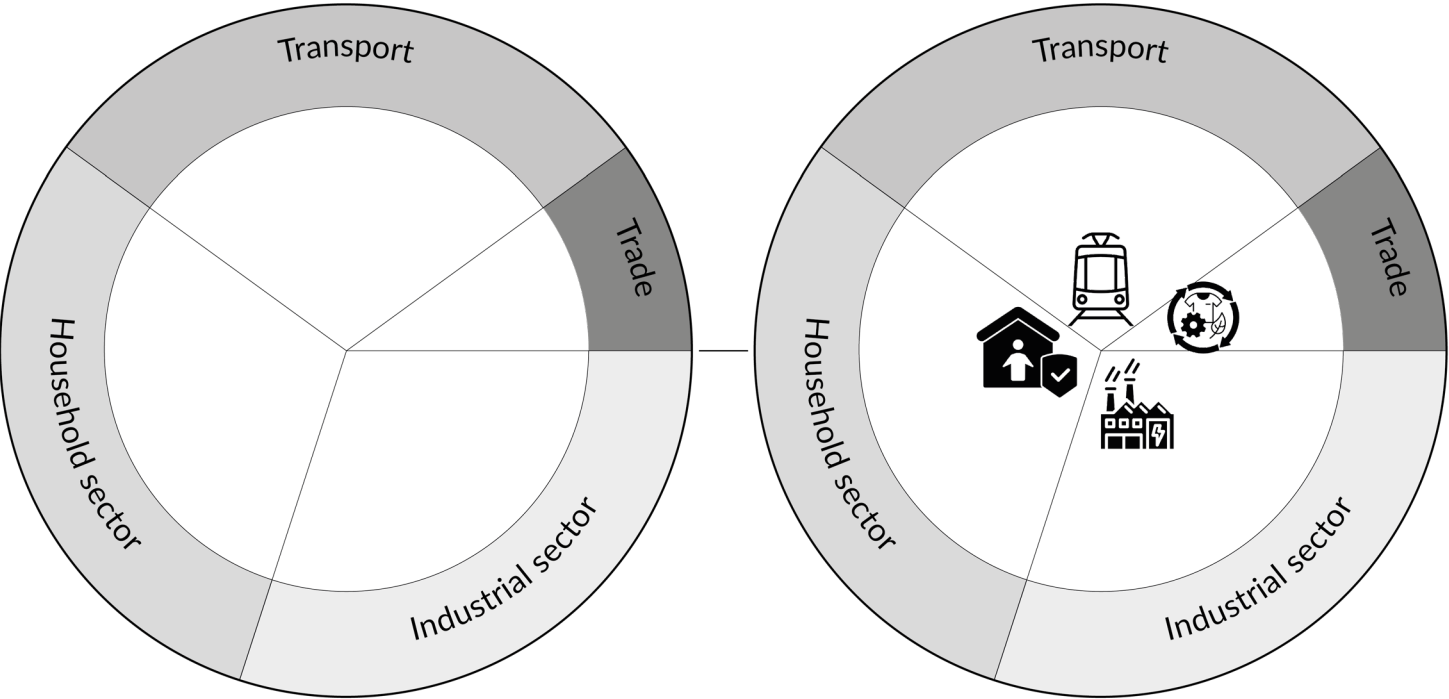 Transport
Trade
Household sector
Industrial sector
Transport
Trade
Household sector
Industrial sector